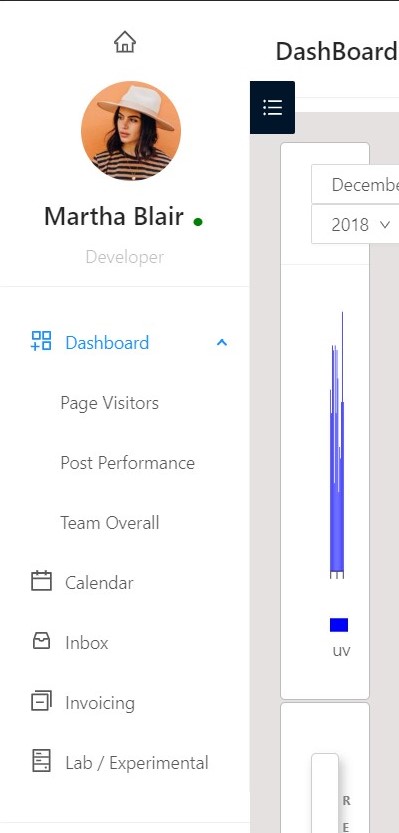 DashBoard
Martha Blair
Developer
Decembe
2018
Dashboard
Page Visitors
Post Performance
Team Overall
Calendar
Inbox
Invoicing
Lab / Experimental
uv
R
E